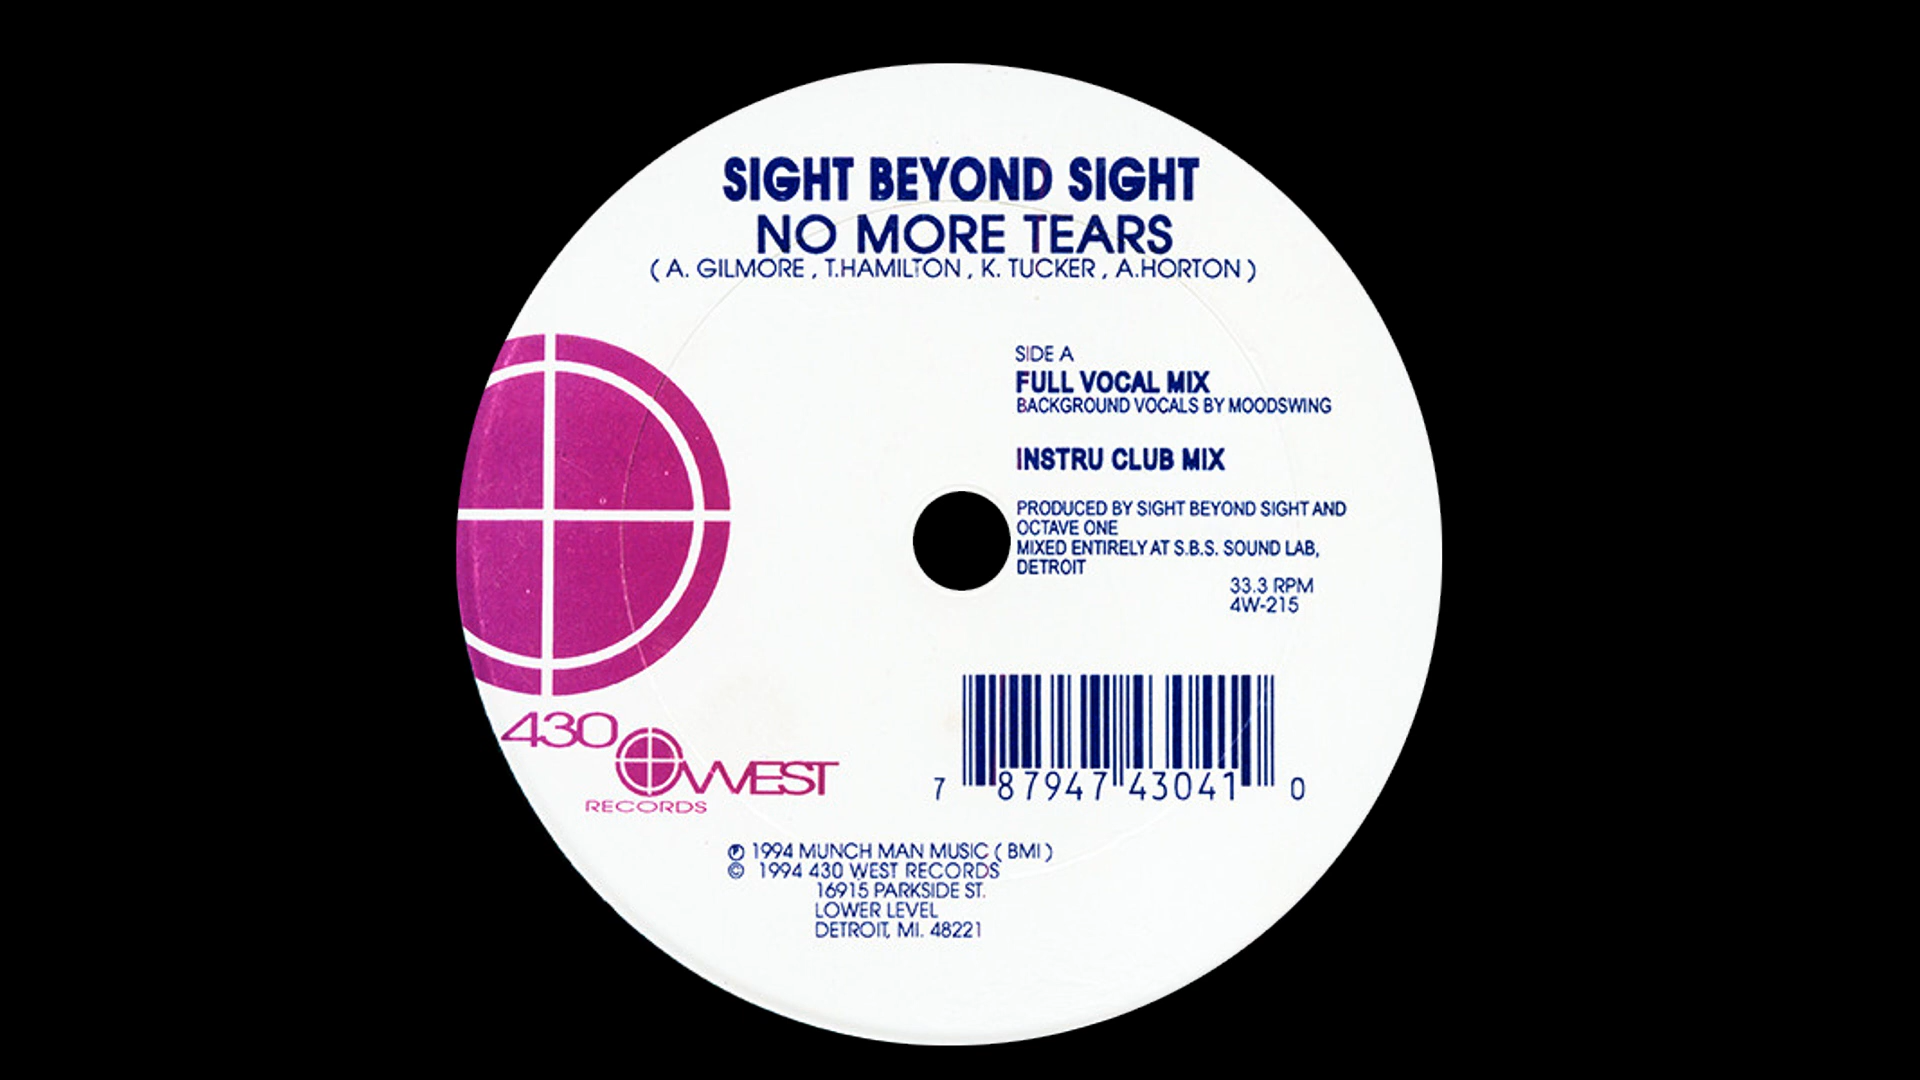 SIGHT BEYOND SIGHT
NO MORE TEARS
( A. GILMORE , T.HAMILTON , K. TUCKER , A.HORTON )
SIDE A
FULL VOCAL MIX
BACKGROUND VOCALS BY MOODSWING
INSTRU CLUB MIX
PRODUCED BY SIGHT BEYOND SIGHT AND
OCTAVE ONE
MIXED ENTIRELY AT S.B.S. SOUND LAB,
DETROIT
33.3 RPM
4W-215
430
WEST
RECORDS
7 87947 43041 0
℗ 1994 MUNCH MAN MUSIC ( BMI )
© 1994 430 WEST RECORDS
16915 PARKSIDE ST.
LOWER LEVEL
DETROIT, MI. 48221